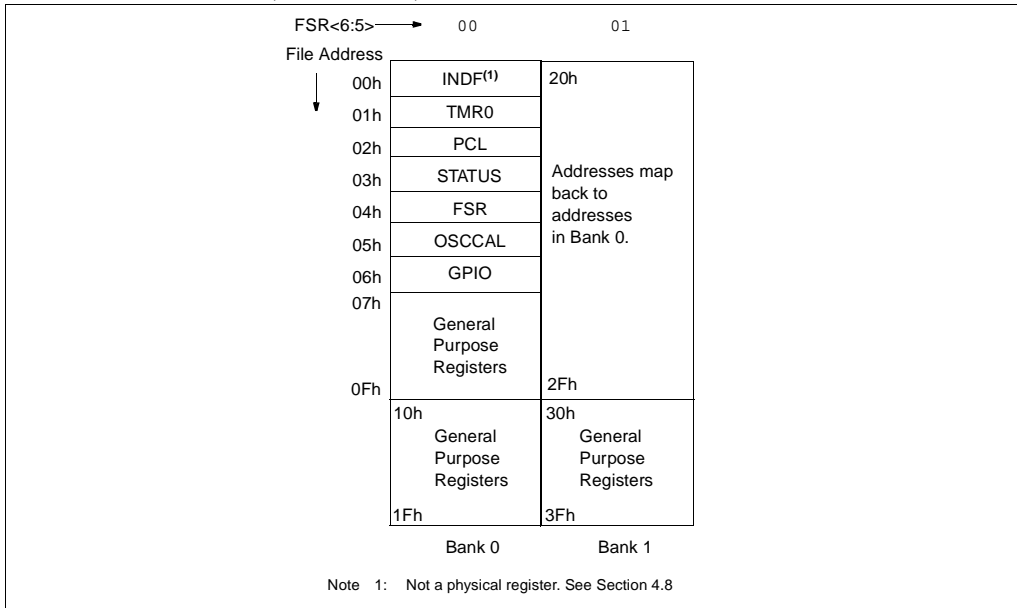 FSR<6:5> 00 01
File Address
00h INDF(1) 20h
01h TMR0
02h PCL
03h STATUS Addresses map
back to
04h FSR addresses
05h OSCCAL in Bank 0.
06h GPIO
07h
General
Purpose
Registers
0Fh 2Fh
10h 30h
General General
Purpose Purpose
Registers Registers
1Fh 3Fh
Bank 0 Bank 1
Note 1: Not a physical register. See Section 4.8